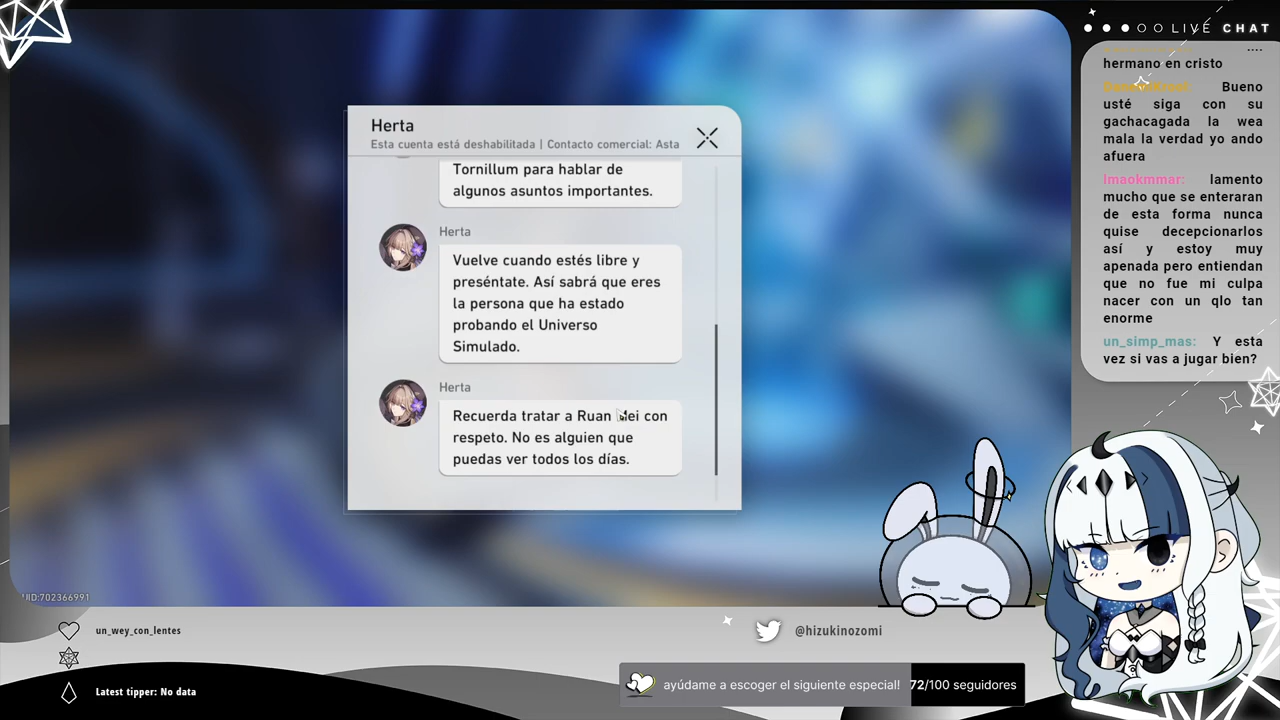 Herta
Esta cuenta está deshabilitada | Contacto comercial: Asta
Tornillum para hablar de
algunos asuntos importantes.
Herta
Vuelve cuando estés libre y
preséntate. Así sabrá que eres
la persona que ha estado
probando el Universo
Simulado.
Herta
Recuerda tratar a Ruan Mei con
respeto. No es alguien que
puedas ver todos los días.
UID:702366991
LIVE CHAT
hermano en cristo
Bueno
usté siga con su
gachacagada la wea
mala la verdad yo ando
afuera
lmaokmmar: lamento
mucho que se enteraran
de esta forma nunca
quise decepcionarlos
así y estoy muy
apenada pero entiendan
que no fue mi culpa
nacer con un qlo tan
enorme
un_simp_mas: Y esta
vez si vas a jugar bien?
un_wey_con_lentes
Latest tipper: No data
@hizukinozomi
ayúdame a escoger el siguiente especial! 72/100 seguidores